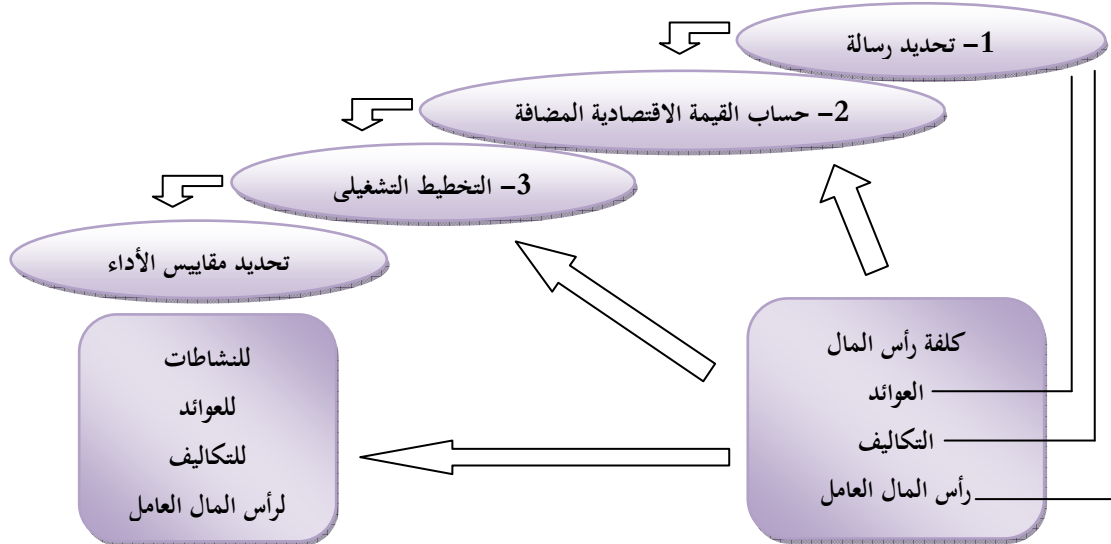 1- تحديد رسالة
2- حساب القيمة الاقتصادية المضافة
3- التخطيط التشغيلى
تحديد مقاييس الأداء
كلفة رأس المال
العوائد
التكاليف
رأس المال العامل
للنشاطات
للعوائد
للتكاليف
لرأس المال العامل